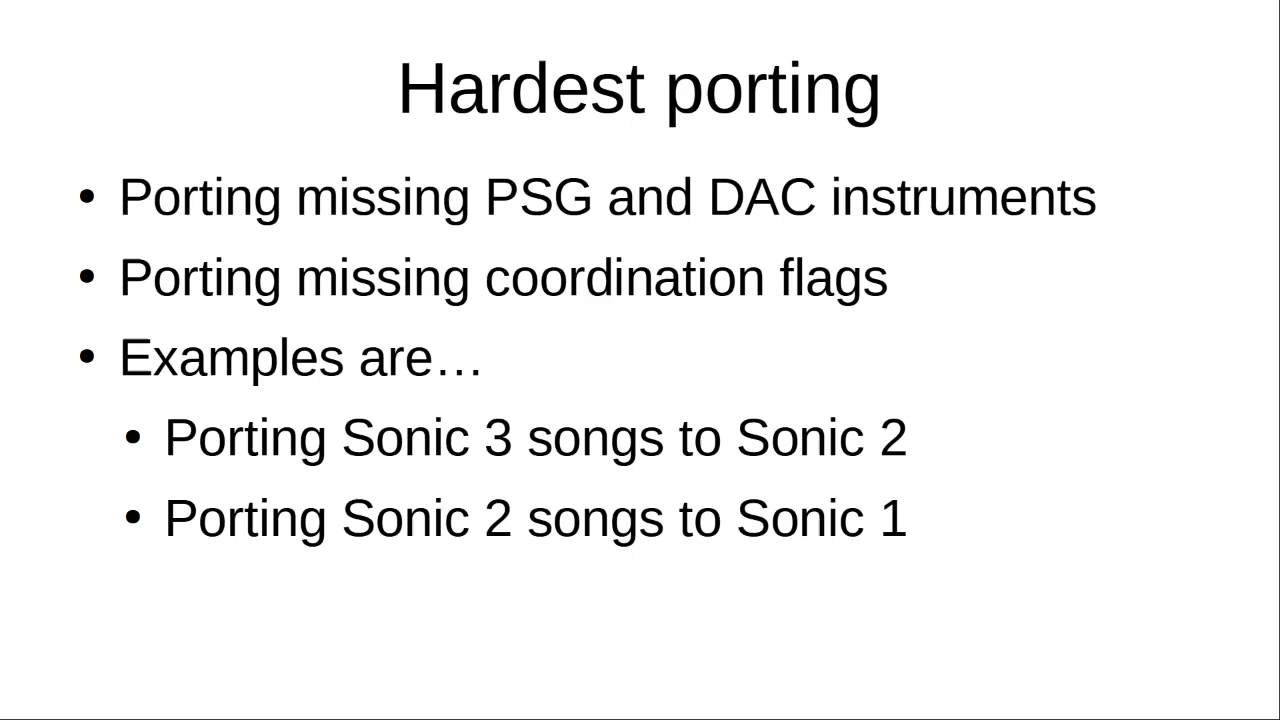 Hardest porting
• Porting missing PSG and DAC instruments
• Porting missing coordination flags
• Examples are…
• Porting Sonic 3 songs to Sonic 2
• Porting Sonic 2 songs to Sonic 1